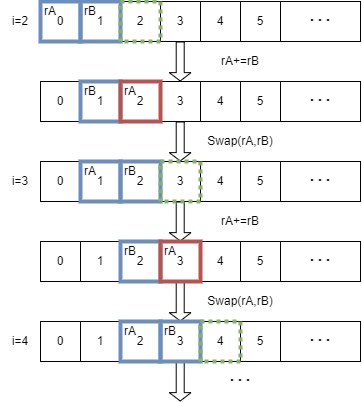 i=2 rA 0 rB 1 2 3 4 5 ···
rA+=rB
0 rB 1 rA 2 3 4 5 ···
Swap(rA,rB)
i=3 0 rA 1 rB 2 3 4 5 ···
rA+=rB
0 1 rB 2 rA 3 4 5 ···
Swap(rA,rB)
i=4 0 1 rA 2 rB 3 4 5 ···
···